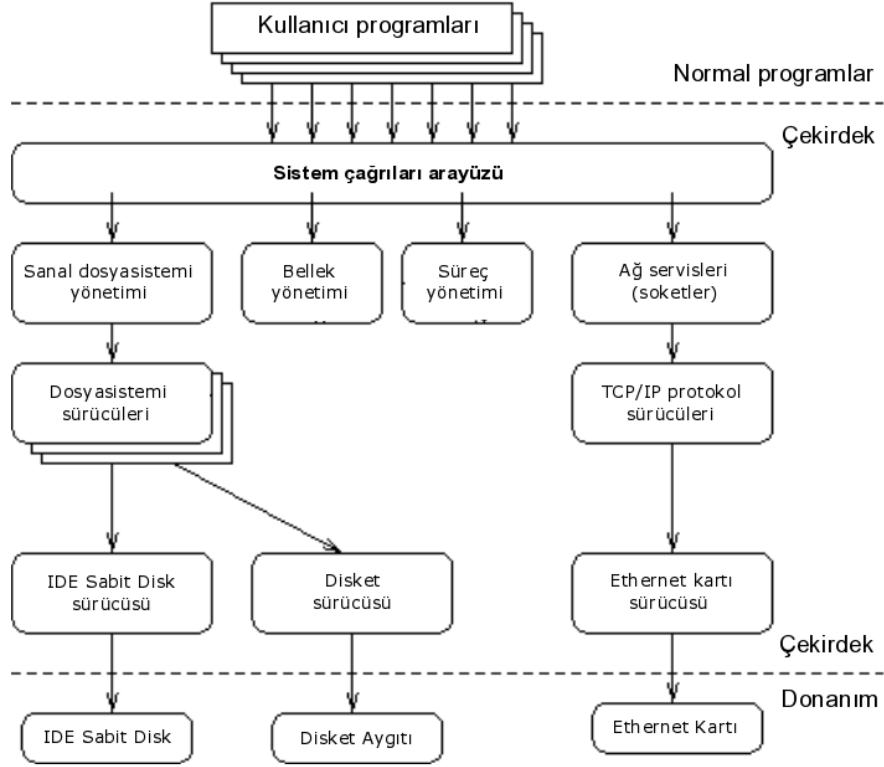 Kullanıcı programları
Normal programlar
Çekirdek
Sistem çağrıları arayüzü
Sanal dosyasistemi
yönetimi
Bellek
yönetimi
Süreç
yönetimi
Ağ servisleri
(soketler)
Dosyasistemi
sürücüleri
TCP/IP protokol
sürücüleri
IDE Sabit Disk
sürücüsü
Disket
sürücüsü
Ethernet kartı
sürücüsü
Çekirdek
Donanım
IDE Sabit Disk
Disket Aygıtı
Ethernet Kartı